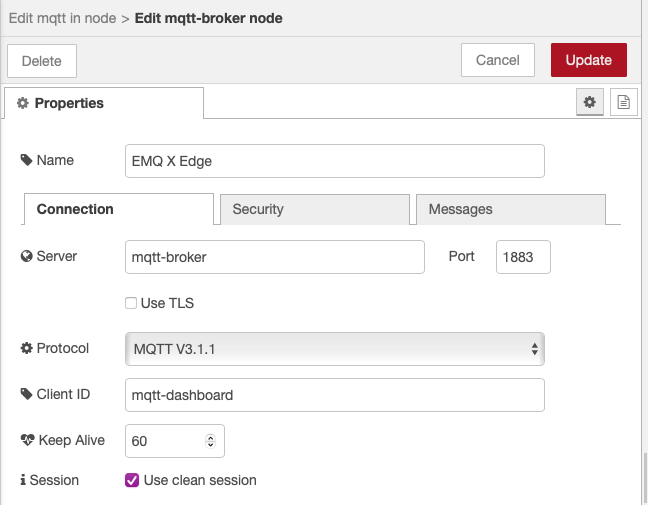 Edit mqtt in node > Edit mqtt-broker node
Delete Cancel Update
Properties
Name EMQ X Edge
Connection Security Messages
Server mqtt-broker Port 1883
Use TLS
Protocol MQTT V3.1.1
Client ID mqtt-dashboard
Keep Alive 60
Session Use clean session